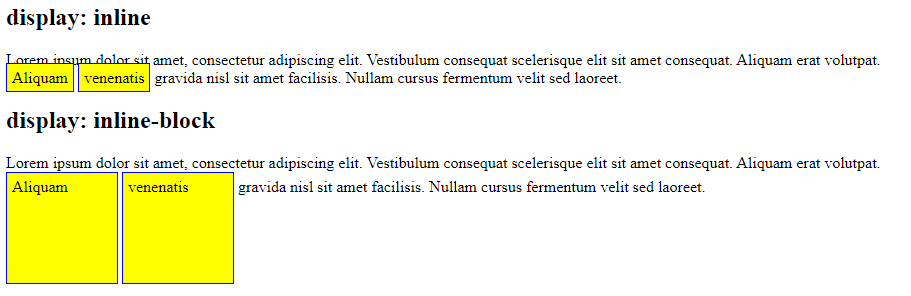 display: inline
Lorem ipsum dolor sit amet, consectetur adipiscing elit. Vestibulum consequat scelerisque elit sit amet consequat. Aliquam erat volutpat.
Aliquam venenatis gravida nisl sit amet facilisis. Nullam cursus fermentum velit sed laoreet.
display: inline-block
Lorem ipsum dolor sit amet, consectetur adipiscing elit. Vestibulum consequat scelerisque elit sit amet consequat. Aliquam erat volutpat.
Aliquam venenatis gravida nisl sit amet facilisis. Nullam cursus fermentum velit sed laoreet.